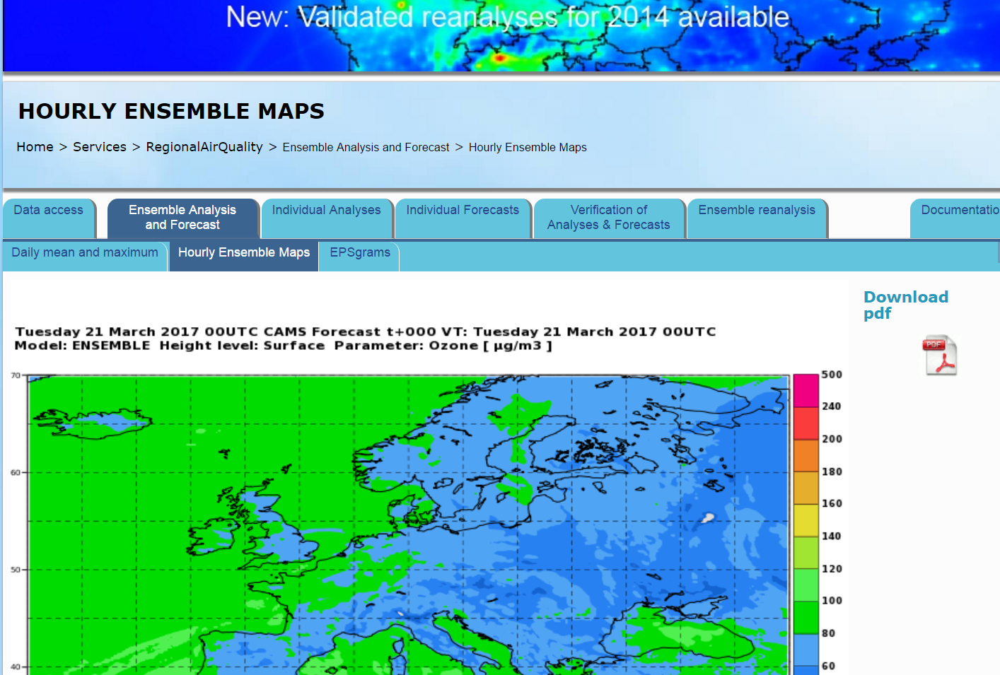 New: Validated reanalyses for 2014 available
HOURLY ENSEMBLE MAPS
Home > Services > RegionalAirQuality > Ensemble Analysis and Forecast > Hourly Ensemble Maps
Data access
Ensemble Analysis
and Forecast
Individual Analyses
Individual Forecasts
Verification of
Analyses & Forecasts
Ensemble reanalysis
Documentatio
Daily mean and maximum
Hourly Ensemble Maps
EPSgrams
Download
pdf
PDF
Tuesday 21 March 2017 00UTC CAMS Forecast t+000 VT: Tuesday 21 March 2017 00UTC
Model: ENSEMBLE Height level: Surface Parameter: Ozone [ µg/m3 ]
70
60
50
40
500
240
200
180
160
140
120
100
80
60